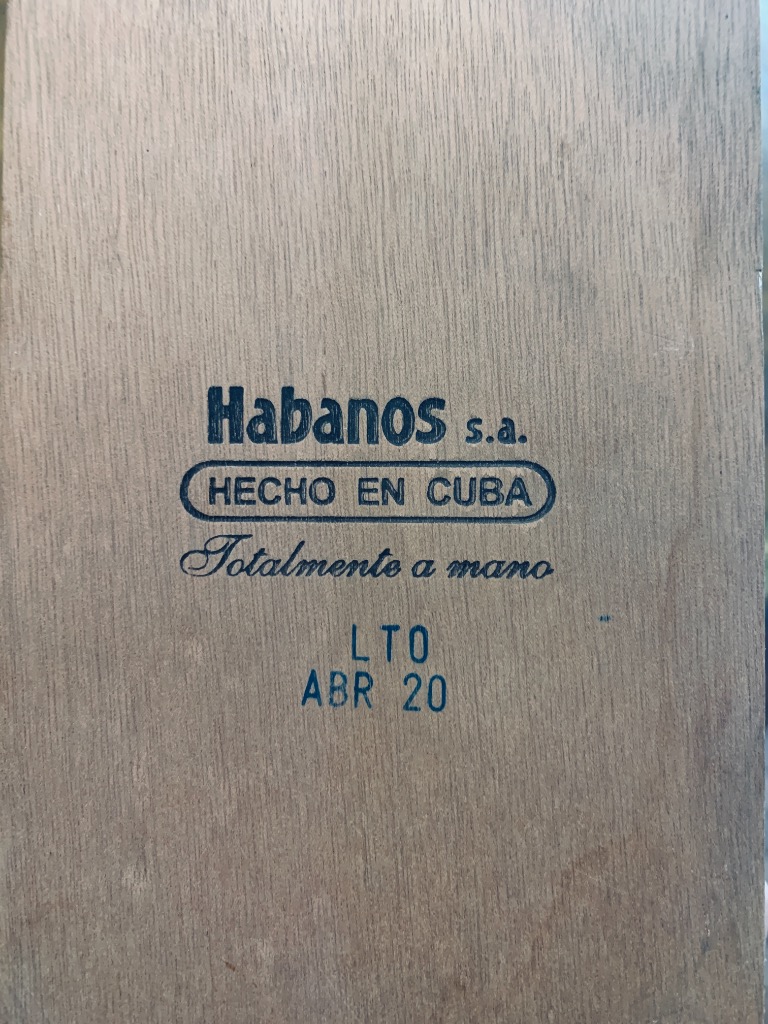 Habanos s.a.
HECHO EN CUBA
Totalmente a mano
LTO
ABR 20